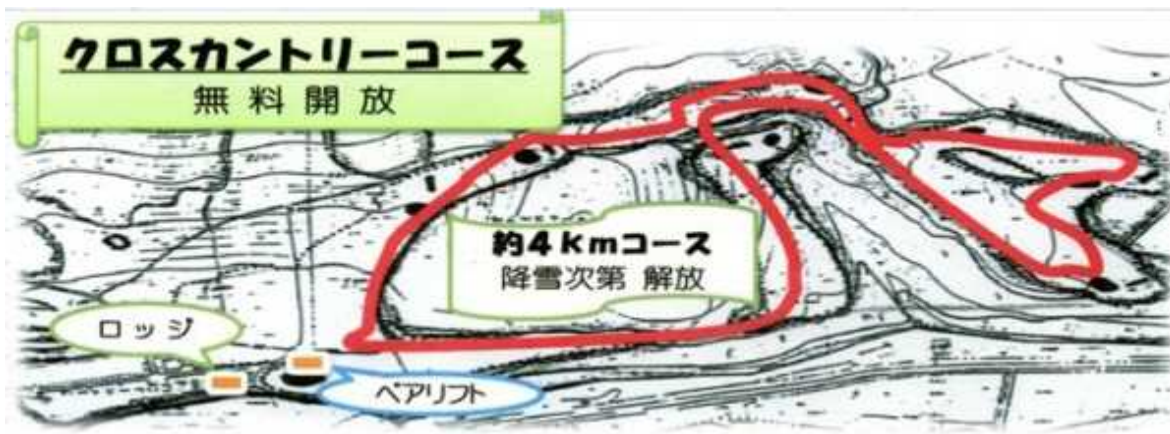 クロスカントリーコース
無料開放
約4kmコース
降雪次第 解放
ロッジ
ペアリフト